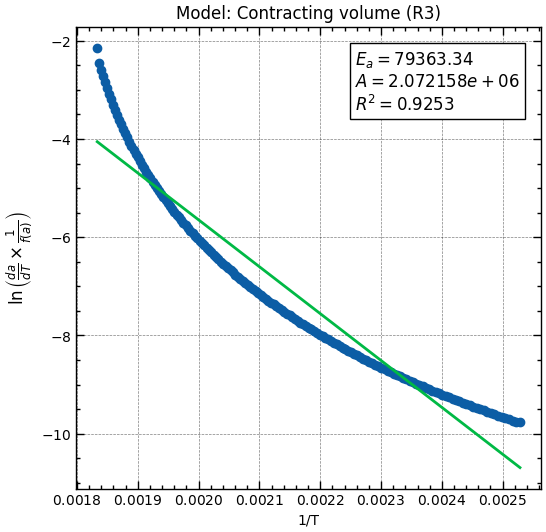 Model: Contracting volume (R3)
E_a = 79363.34
A = 2.072158e + 06
R^2 = 0.9253
−2
−4
−6
−8
−10
ln (da/dT × 1/f(a))
0.0018 0.0019 0.0020 0.0021 0.0022 0.0023 0.0024 0.0025
1/T